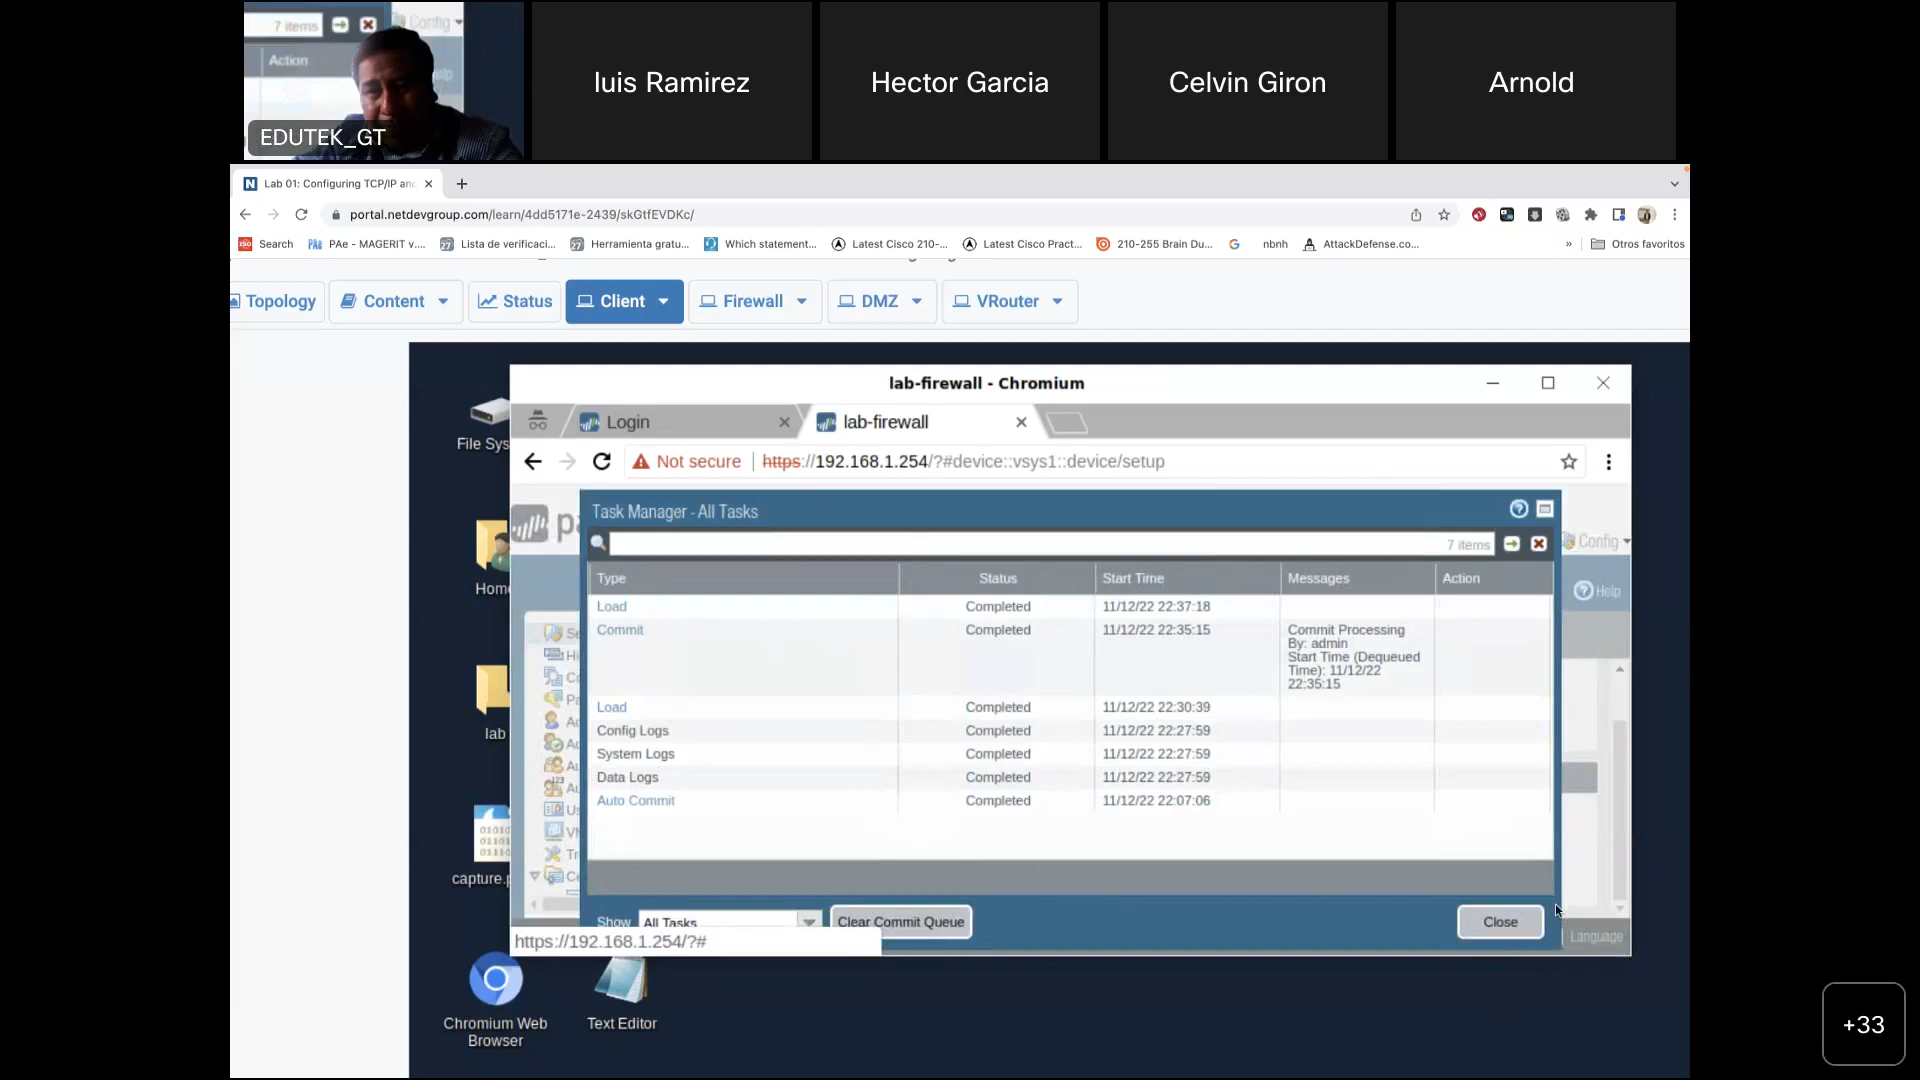 7 items
Config
Action
EDUTEK_GT
luis Ramirez
Hector Garcia
Celvin Giron
Arnold
Lab 01: Configuring TCP/IP and
portal.netdevgroup.com/learn/4dd5171e-2439/skGtfEVDKc/
Search
PAe - MAGERIT v....
Lista de verificaci...
Herramienta gratu...
Which statement...
Latest Cisco 210-...
Latest Cisco Pract...
210-255 Brain Du...
nbnh
AttackDefense.co...
»
Otros favoritos
Topology
Content
Status
Client
Firewall
DMZ
VRouter
lab-firewall - Chromium
Login
lab-firewall
Not secure
https://192.168.1.254/?#device::vsys1::device/setup
Task Manager - All Tasks
7 items
Config
Help
Type Status Start Time Messages Action
Load Completed 11/12/22 22:37:18
Commit Completed 11/12/22 22:35:15 Commit Processing
By: admin
Start Time (Dequeued
Time): 11/12/22
22:35:15
Load Completed 11/12/22 22:30:39
Config Logs Completed 11/12/22 22:27:59
System Logs Completed 11/12/22 22:27:59
Data Logs Completed 11/12/22 22:27:59
Auto Commit Completed 11/12/22 22:07:06
Show All Tasks Clear Commit Queue Close
https://192.168.1.254/?#
Language
File Sys
Home
lab
capture.p
Chromium Web
Browser
Text Editor
+33